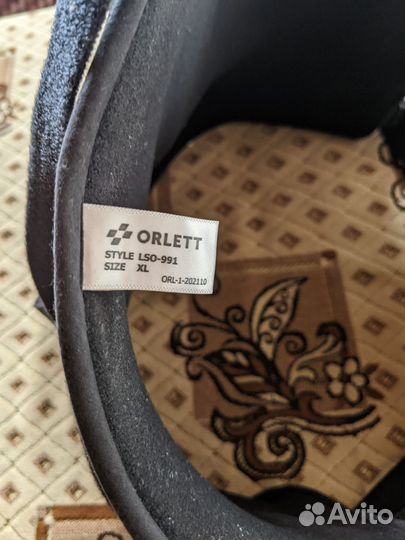 ORLETT
STYLE LSO-991
SIZE XL
ORL-1-202110
Avito